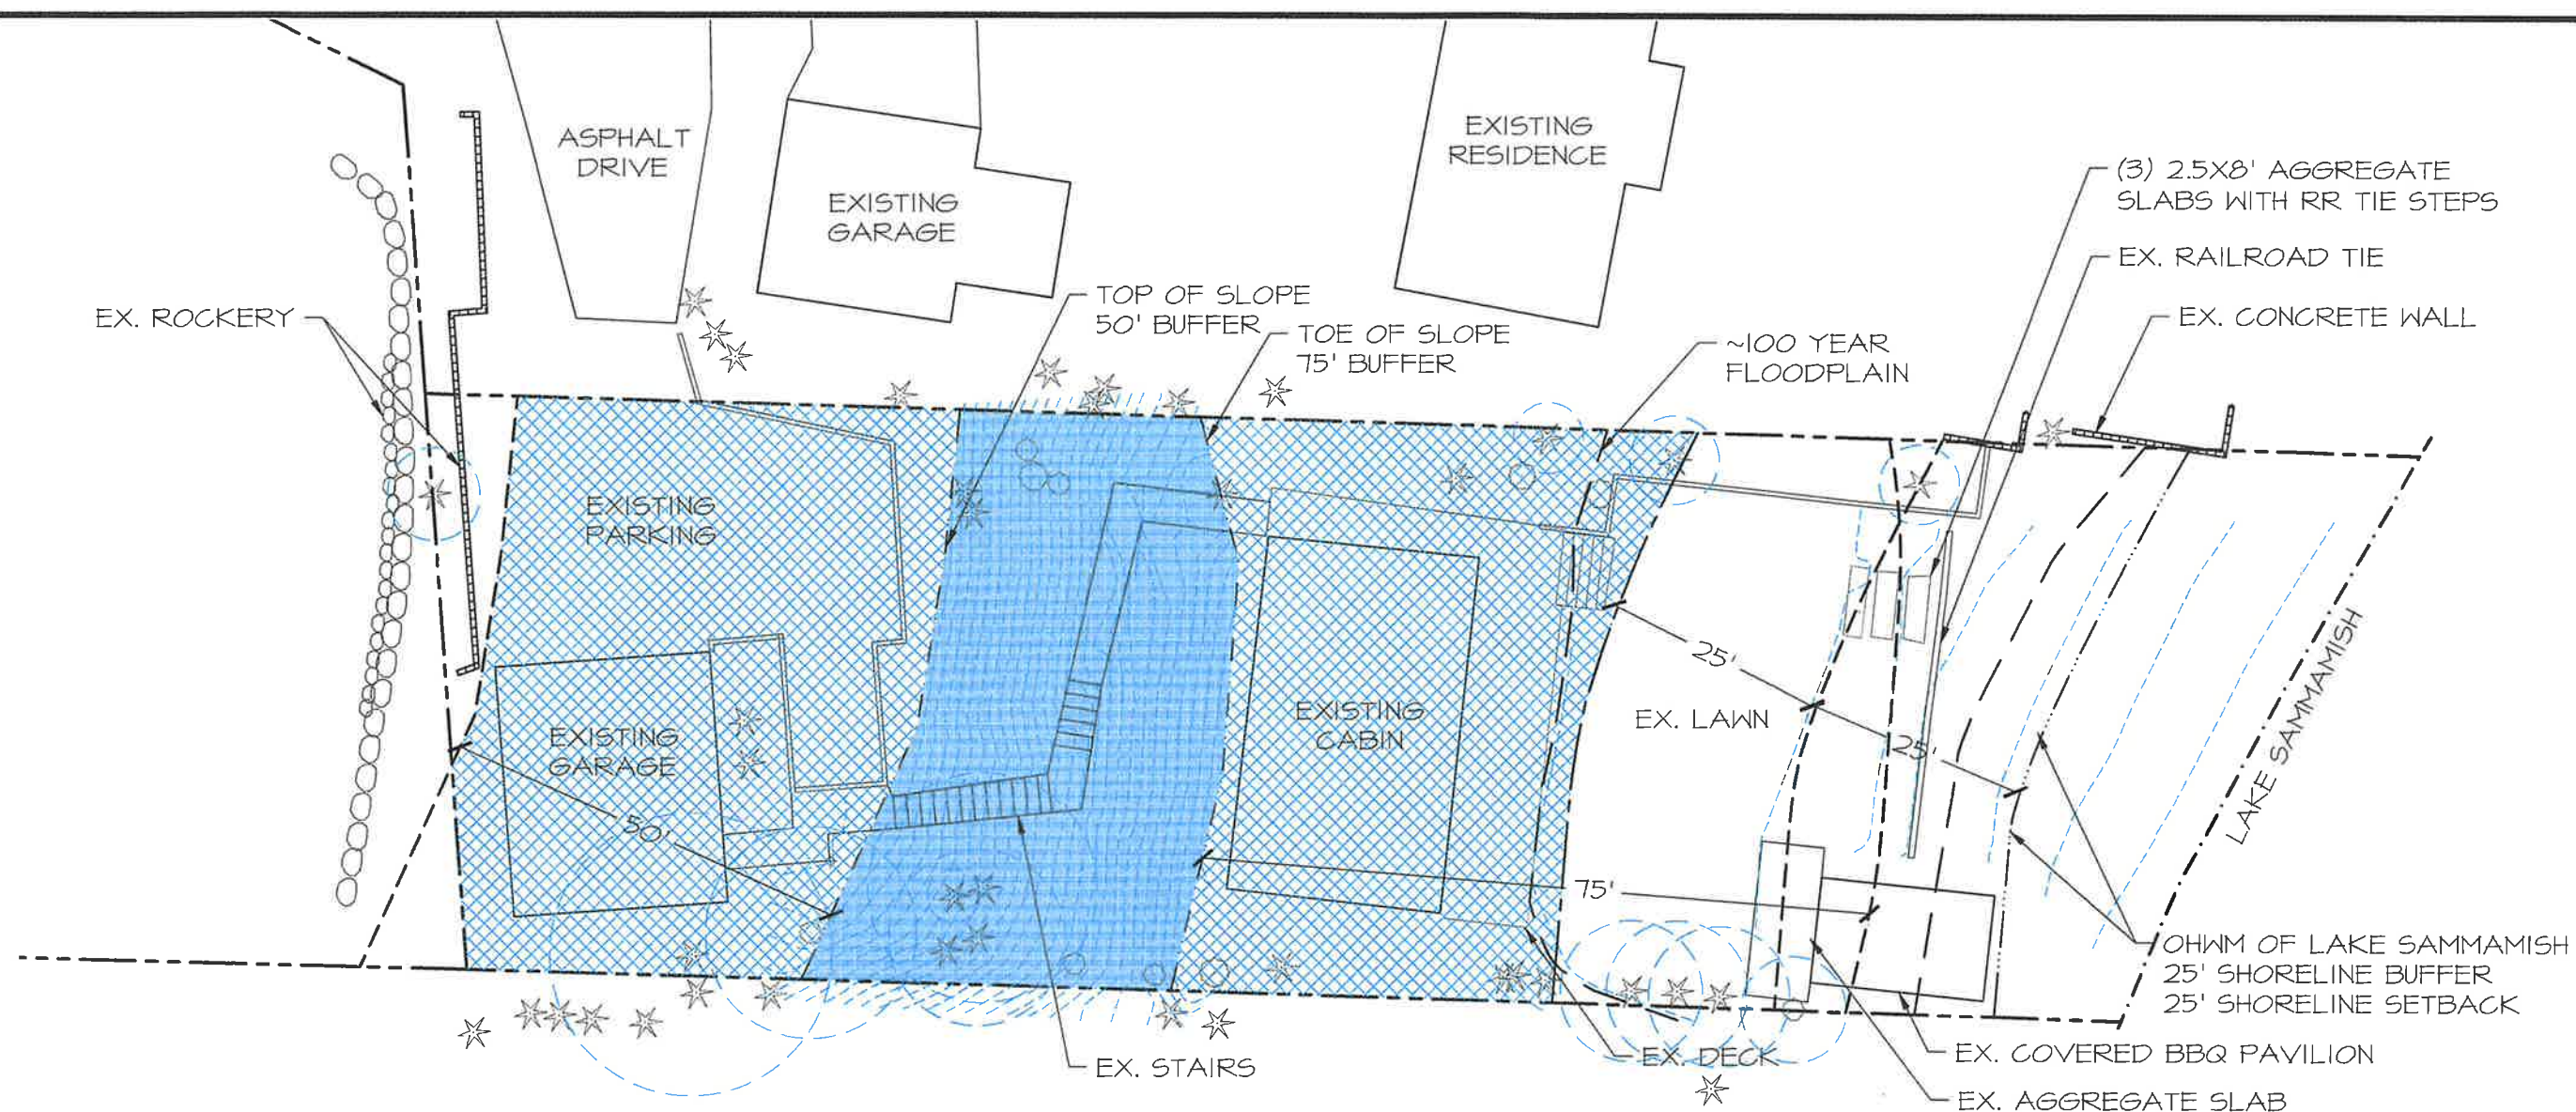 ASPHALT
DRIVE
EXISTING
GARAGE
EXISTING
RESIDENCE
(3) 2.5X8' AGGREGATE
SLABS WITH RR TIE STEPS
EX. RAILROAD TIE
EX. CONCRETE WALL
EX. ROCKERY
TOP OF SLOPE
50' BUFFER
TOE OF SLOPE
75' BUFFER
~100 YEAR
FLOODPLAIN
EXISTING
PARKING
EXISTING
GARAGE
50'
EXISTING
CABIN
EX. LAWN
25'
25'
75'
LAKE SAMMAMISH
OHWM OF LAKE SAMMAMISH
25' SHORELINE BUFFER
25' SHORELINE SETBACK
EX. STAIRS
EX. DECK
EX. COVERED BBQ PAVILION
EX. AGGREGATE SLAB